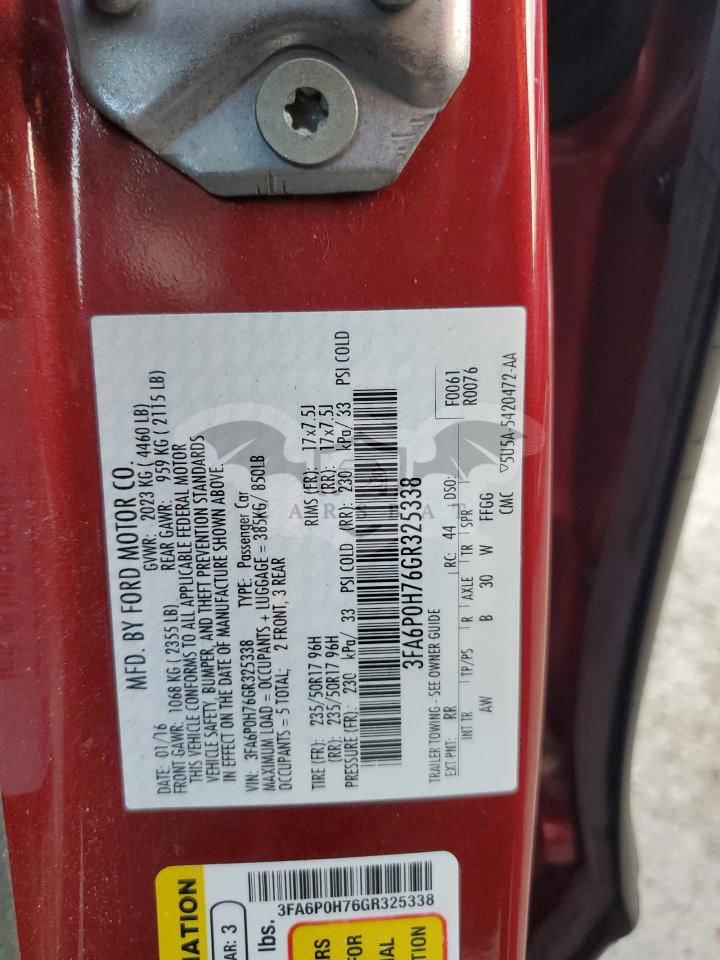 MFD. BY FORD MOTOR CO.
DATE: 01/16 GVWR: 2023 KG ( 4460 LB)
FRONT GAWR: 1068 KG ( 2355 LB) REAR GAWR: 959 KG ( 2115 LB)
THIS VEHICLE CONFORMS TO ALL APPLICABLE FEDERAL MOTOR
VEHICLE SAFETY, BUMPER, AND THEFT PREVENTION STANDARDS
IN EFFECT ON THE DATE OF MANUFACTURE SHOWN ABOVE.
VIN: 3FA6P0H76GR325338 TYPE: Passenger Car
MAXIMUM LOAD = OCCUPANTS + LUGGAGE = 385KG/ 850LB
OCCUPANTS = 5 TOTAL; 2 FRONT, 3 REAR
TIRE (FR): 235/50R17 96H RIMS (FR): 17x7.5J
(RR): 235/50R17 96H (RR): 17x7.5J
PRESSURE (FR): 230 kPa/ 33 PSI COLD (RR): 230 kPa/ 33 PSI COLD
3FA6P0H76GR325338
TRAILER TOWING - SEE OWNER GUIDE
EXT PNT: RR RC: 44 DSO: F0061
INT TR TP/PS R AXLE TR SPR R0076
AW B 30 W FFGG
CMC ▽5U5A-5420472-AA
3FA6P0H76GR325338
lbs.
AR: 3